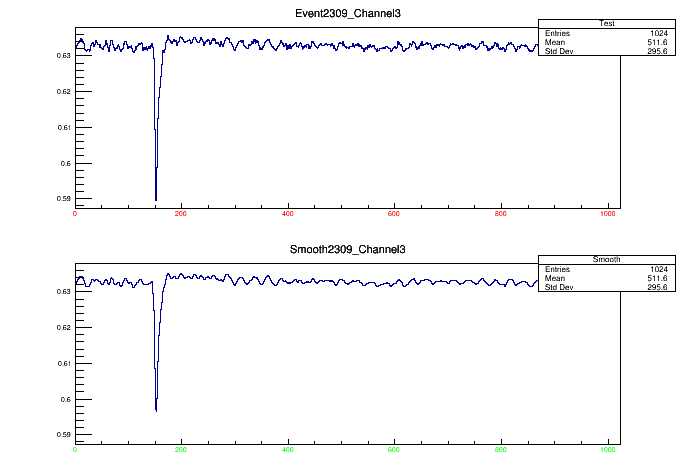 Event2309_Channel3
Test
Entries 1024
Mean 511.6
Std Dev 295.6
0.63
0.62
0.61
0.6
0.59
0 200 400 600 800 1000
Smooth2309_Channel3
Smooth
Entries 1024
Mean 511.6
Std Dev 295.6
0.63
0.62
0.61
0.6
0.59
0 200 400 600 800 1000